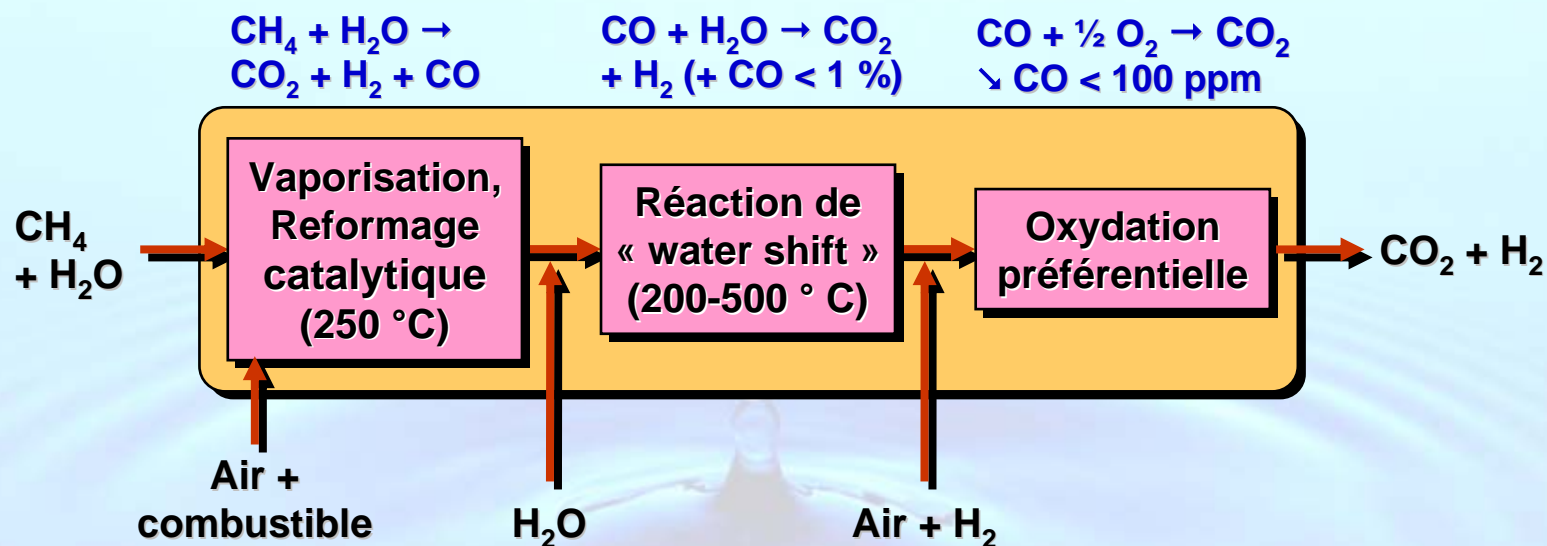 CH₄ + H₂O →
CO₂ + H₂ + CO
CO + H₂O → CO₂
+ H₂ (+ CO < 1 %)
CO + ½ O₂ → CO₂
↘ CO < 100 ppm
CH₄
+ H₂O
Vaporisation,
Reformage
catalytique
(250 °C)
Réaction de
« water shift »
(200-500 ° C)
Oxydation
préférentielle
CO₂ + H₂
Air +
combustible
H₂O
Air + H₂